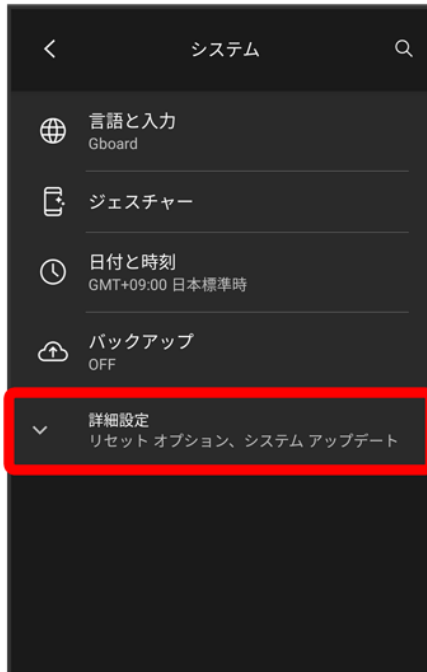 システム
言語と入力
Gboard
ジェスチャー
日付と時刻
GMT+09:00 日本標準時
バックアップ
OFF
詳細設定
リセット オプション、システム アップデート